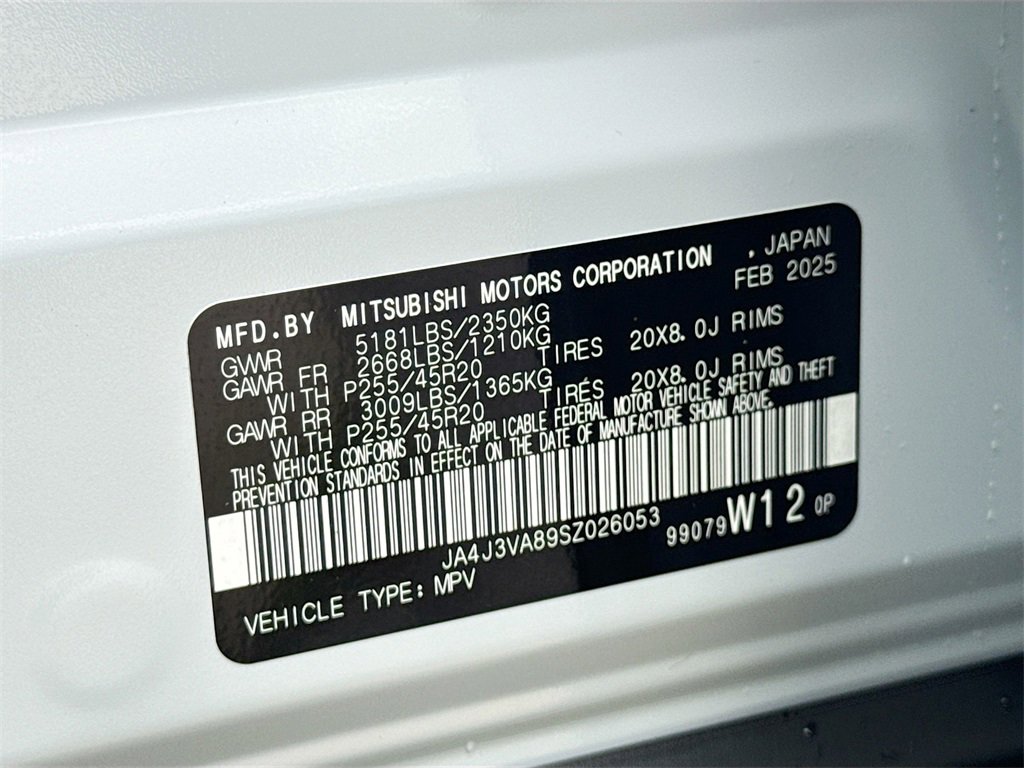 MFD.BY MITSUBISHI MOTORS CORPORATION . JAPAN
FEB 2025
GVWR 5181LBS/2350KG
GAWR FR 2668LBS/1210KG
WITH P255/45R20 TIRES 20X8.0J RIMS
GAWR RR 3009LBS/1365KG
WITH P255/45R20 TIRES 20X8.0J RIMS
THIS VEHICLE CONFORMS TO ALL APPLICABLE FEDERAL MOTOR VEHICLE SAFETY AND THEFT
PREVENTION STANDARDS IN EFFECT ON THE DATE OF MANUFACTURE SHOWN ABOVE.
JA4J3VA89SZ026053
99079 W12 0P
VEHICLE TYPE: MPV